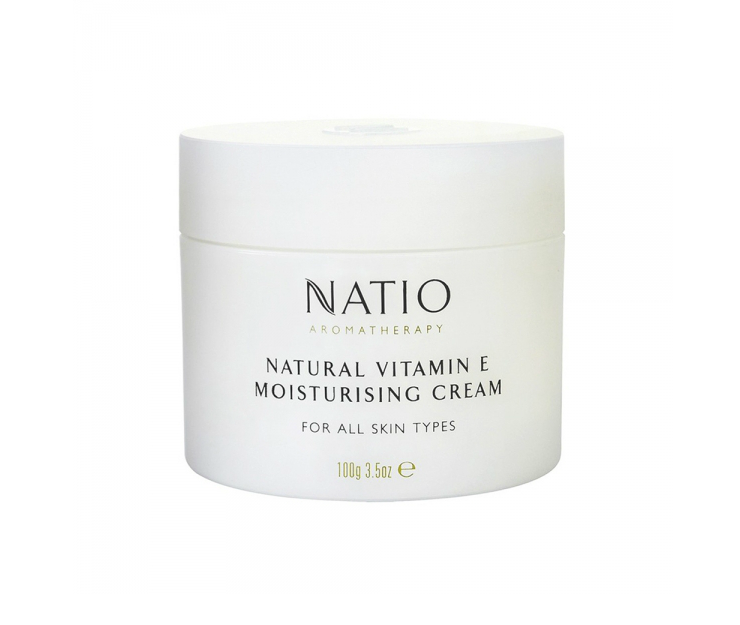 NATIO
AROMATHERAPY
NATURAL VITAMIN E
MOISTURISING CREAM
FOR ALL SKIN TYPES
100g 3.5oz ℮